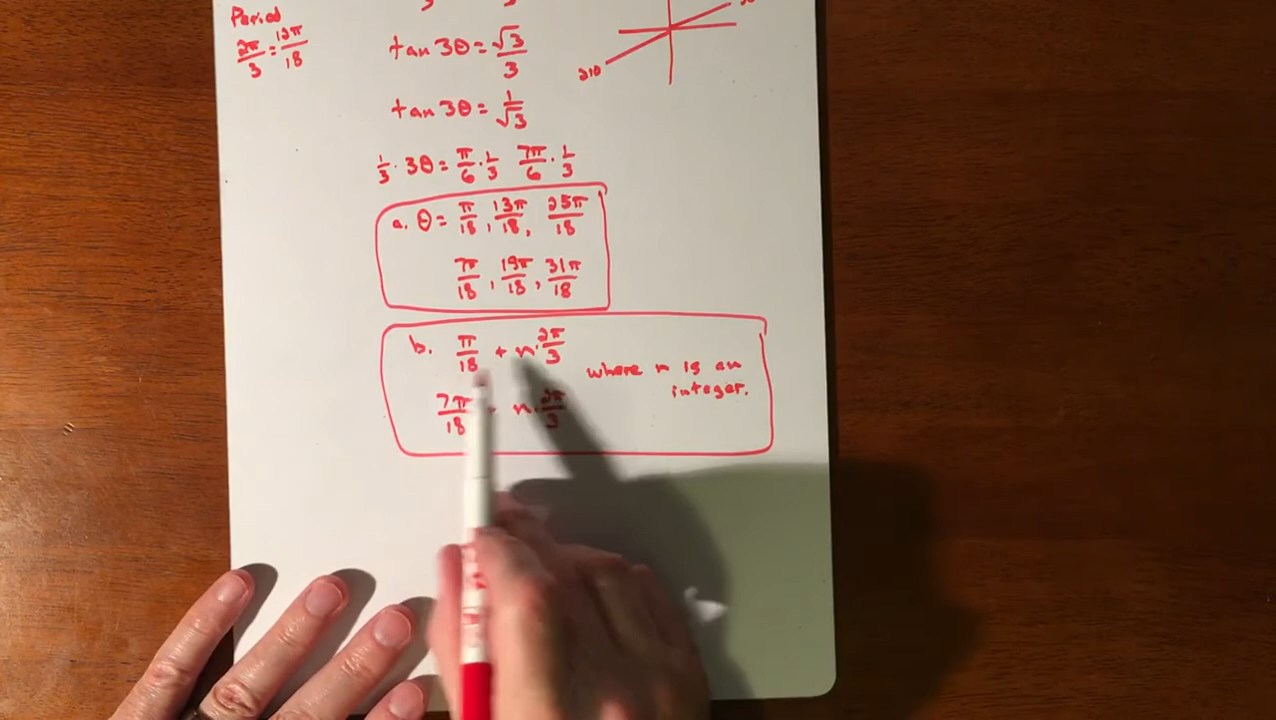 Period
2π/3 = 12π/18
tan 3θ = √3/3
210
tan 3θ = 1/√3
1/3 · 3θ = π/6 · 1/3 7π/6 · 1/3
a. θ = π/18, 13π/18, 25π/18
7π/18, 19π/18, 31π/18
b. π/18 + n · 2π/3
where n is an
integer.
7π/18 n · 2π/3